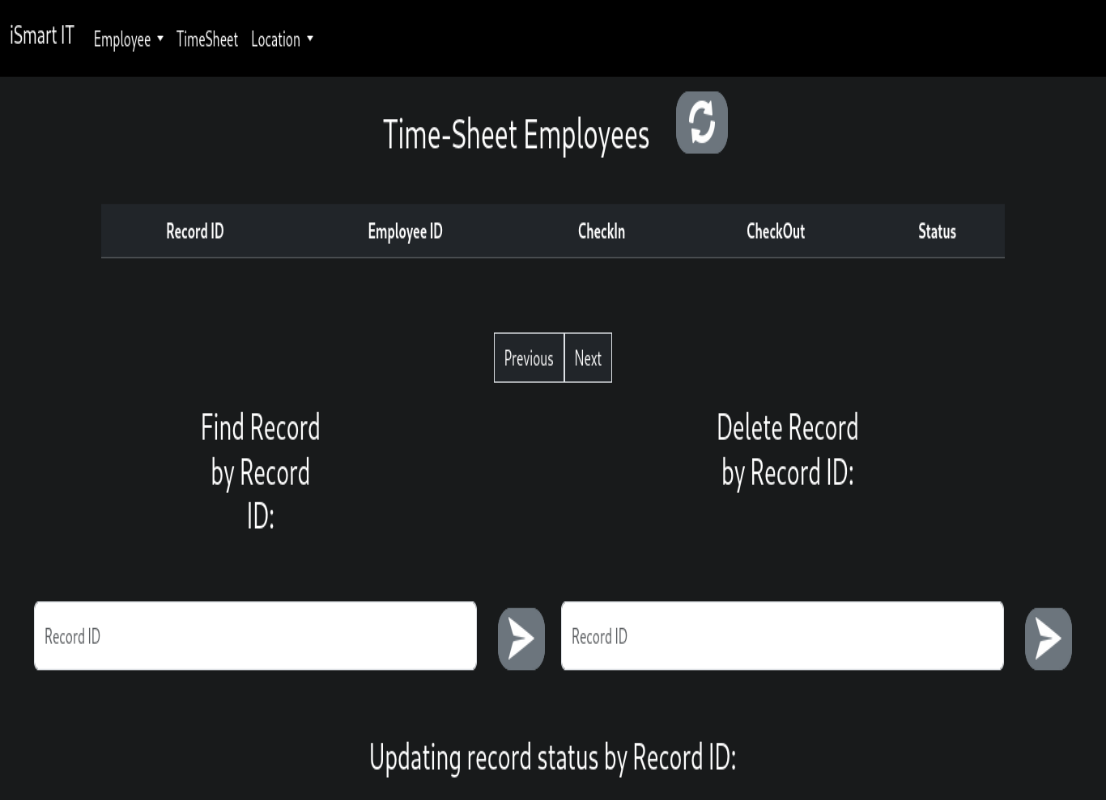 iSmart IT Employee TimeSheet Location
Time-Sheet Employees
Record ID Employee ID CheckIn CheckOut Status
Previous Next
Find Record
by Record
ID:
Delete Record
by Record ID:
Record ID
Record ID
Updating record status by Record ID: